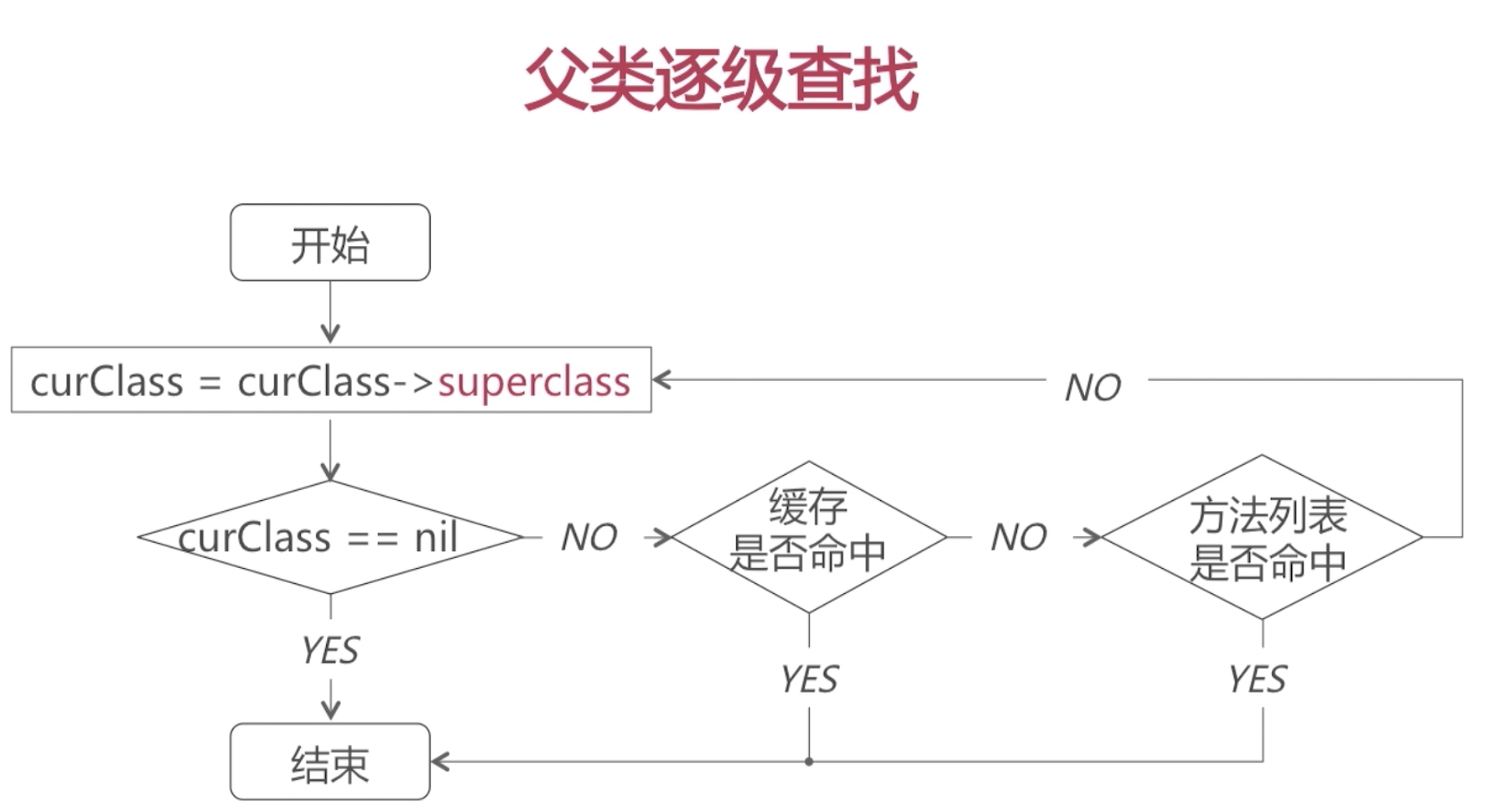 父类逐级查找
开始
curClass = curClass->superclass
NO
curClass == nil
NO
缓存
是否命中
NO
方法列表
是否命中
YES
YES
YES
结束